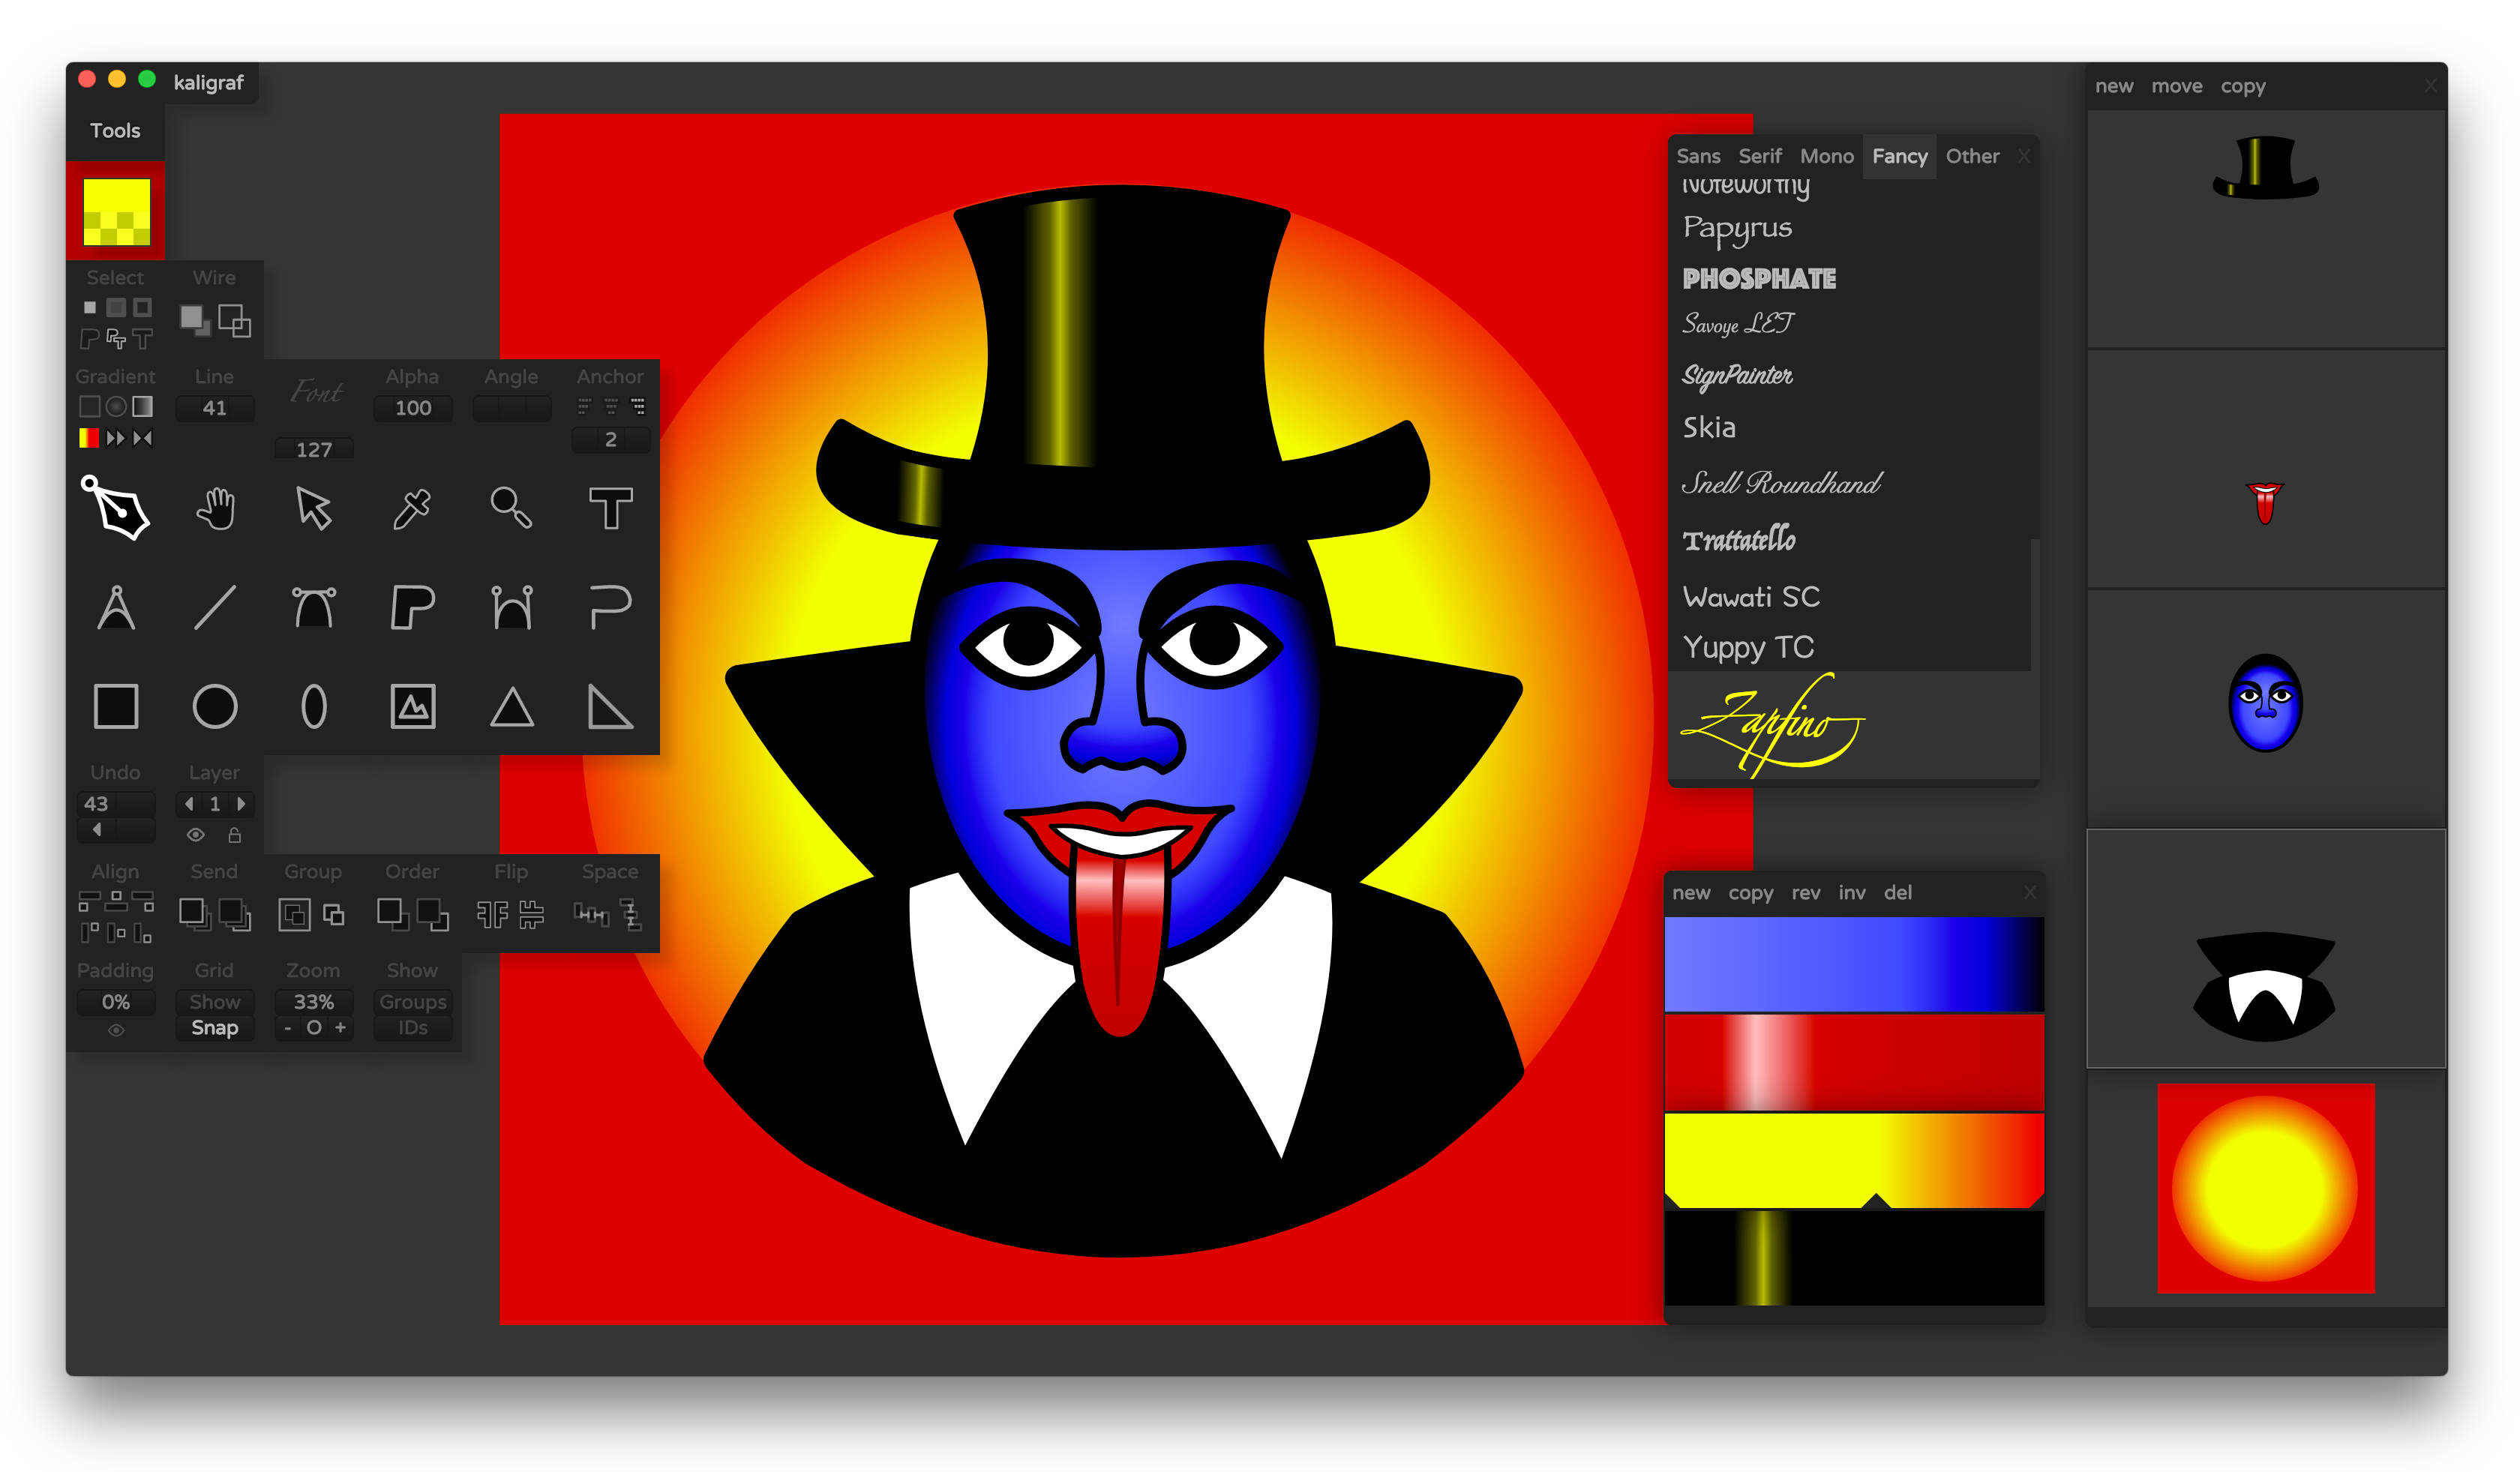 kaligraf
Tools
Select Wire
Gradient Line Font Alpha Angle Anchor
41 100
127 2
Undo Layer
43 1
Align Send Group Order Flip Space
Padding Grid Zoom Show
0% Show 33% Groups
Snap - O + IDs
Sans Serif Mono Fancy Other X
Noteworthy
Papyrus
PHOSPHATE
Savoye LET
SignPainter
Skia
Snell Roundhand
Trattatello
Wawati SC
Yuppy TC
Zapfino
new copy rev inv del X
new move copy X